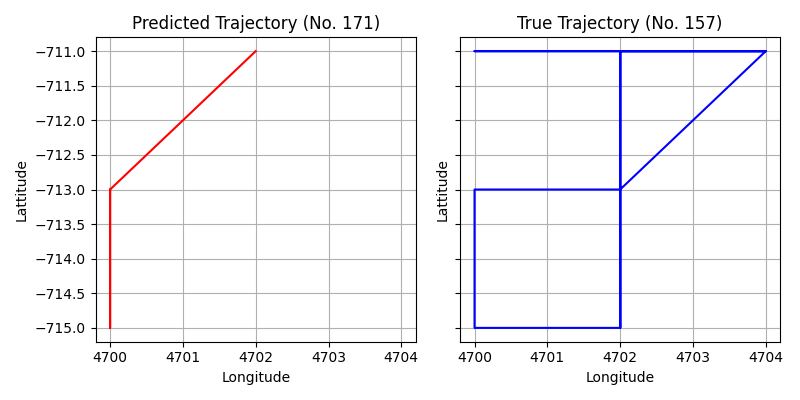 Predicted Trajectory (No. 171)
−711.0
−711.5
−712.0
−712.5
−713.0
−713.5
−714.0
−714.5
−715.0
Lattitude
4700 4701 4702 4703 4704
Longitude
True Trajectory (No. 157)
Lattitude
4700 4701 4702 4703 4704
Longitude